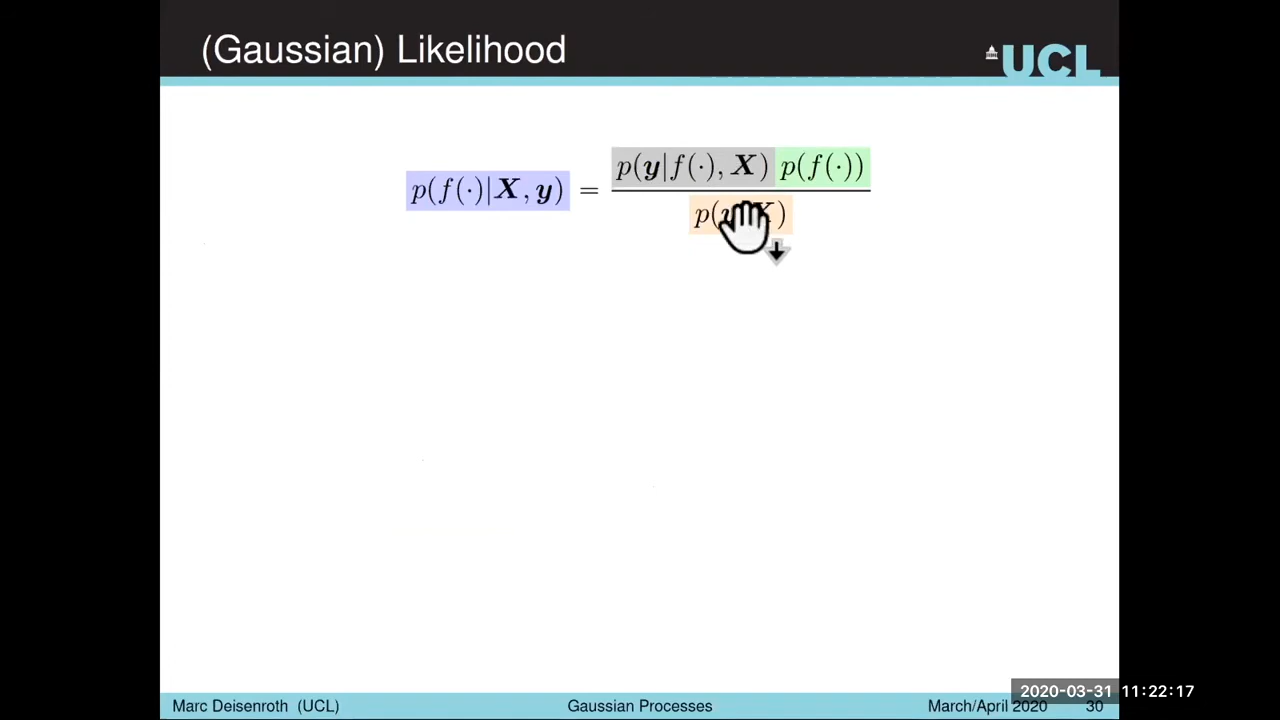 (Gaussian) Likelihood
UCL
p(f(·)|X, y) = p(y|f(·), X) p(f(·))
p( X)
Marc Deisenroth (UCL) Gaussian Processes March/April 2020 30
2020-03-31 11:22:17